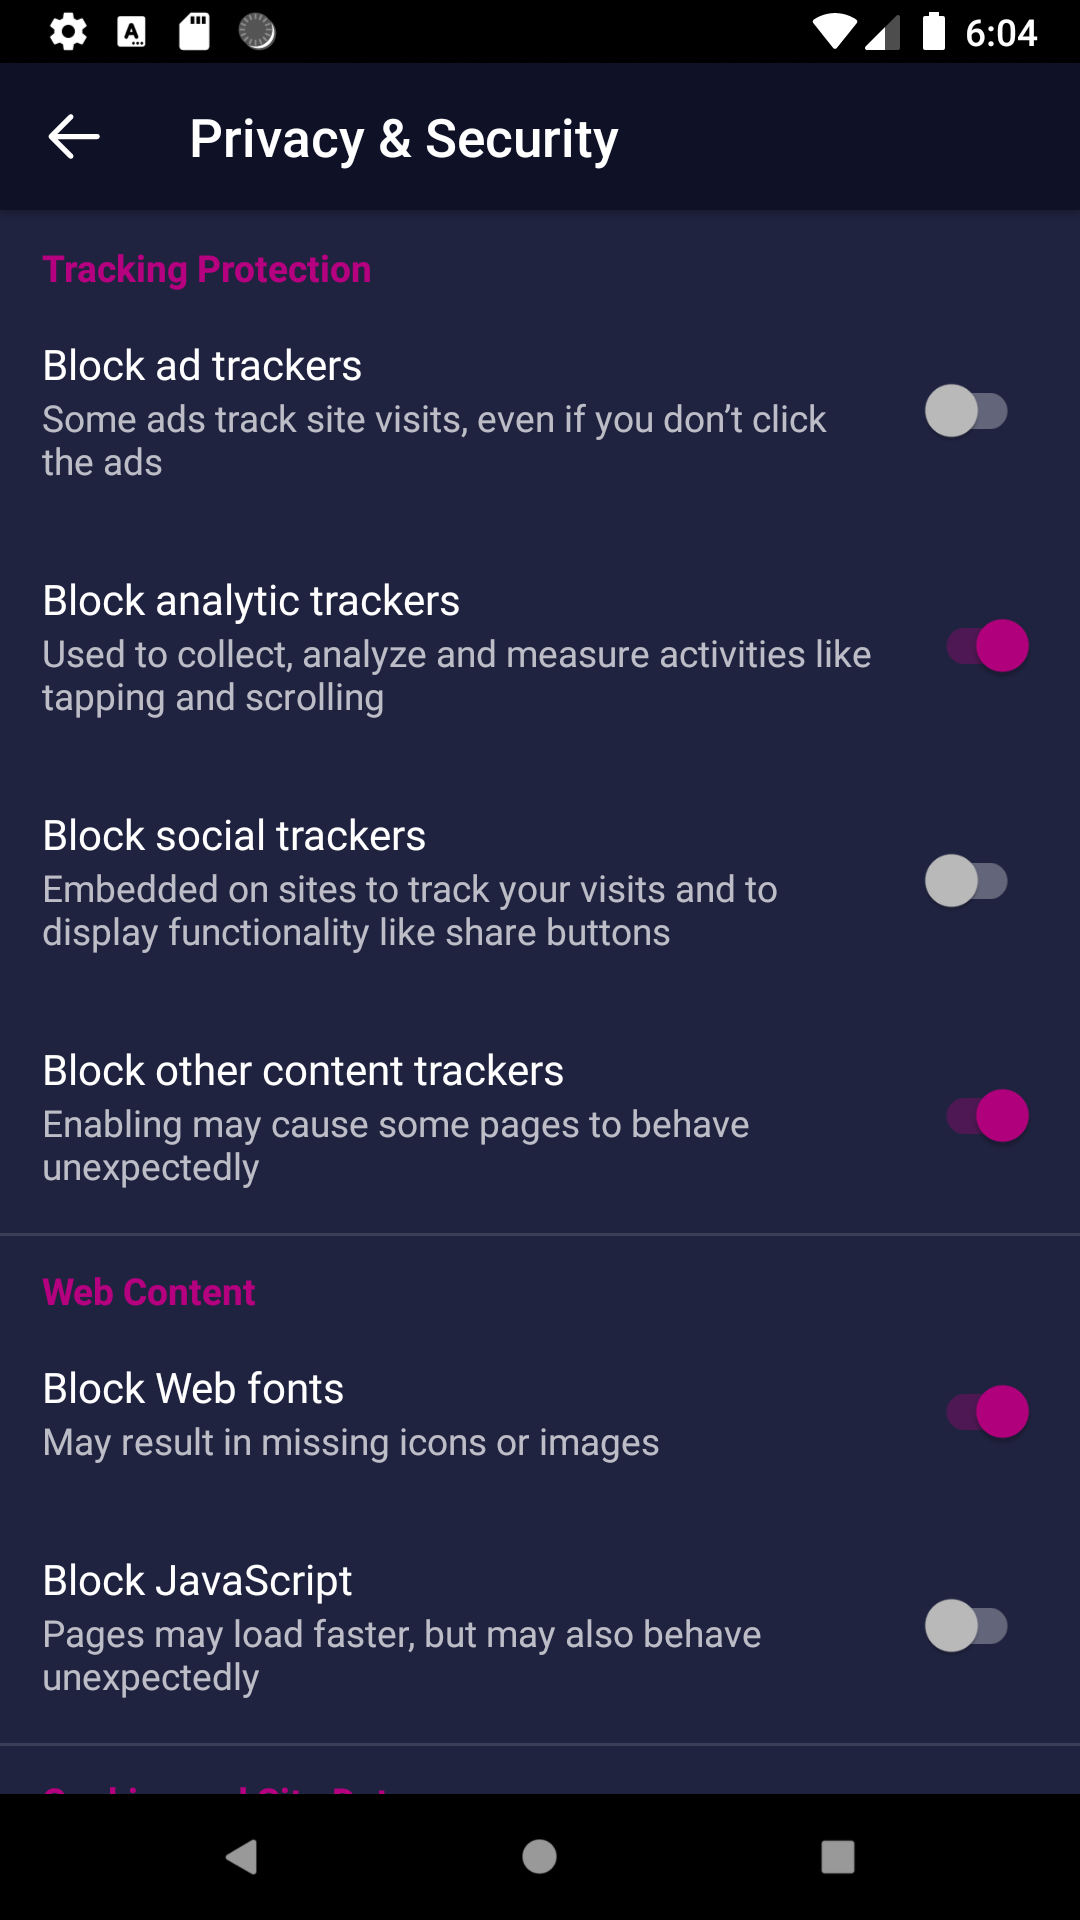 6:04
Privacy & Security
Tracking Protection
Block ad trackers
Some ads track site visits, even if you don’t click
the ads
Block analytic trackers
Used to collect, analyze and measure activities like
tapping and scrolling
Block social trackers
Embedded on sites to track your visits and to
display functionality like share buttons
Block other content trackers
Enabling may cause some pages to behave
unexpectedly
Web Content
Block Web fonts
May result in missing icons or images
Block JavaScript
Pages may load faster, but may also behave
unexpectedly